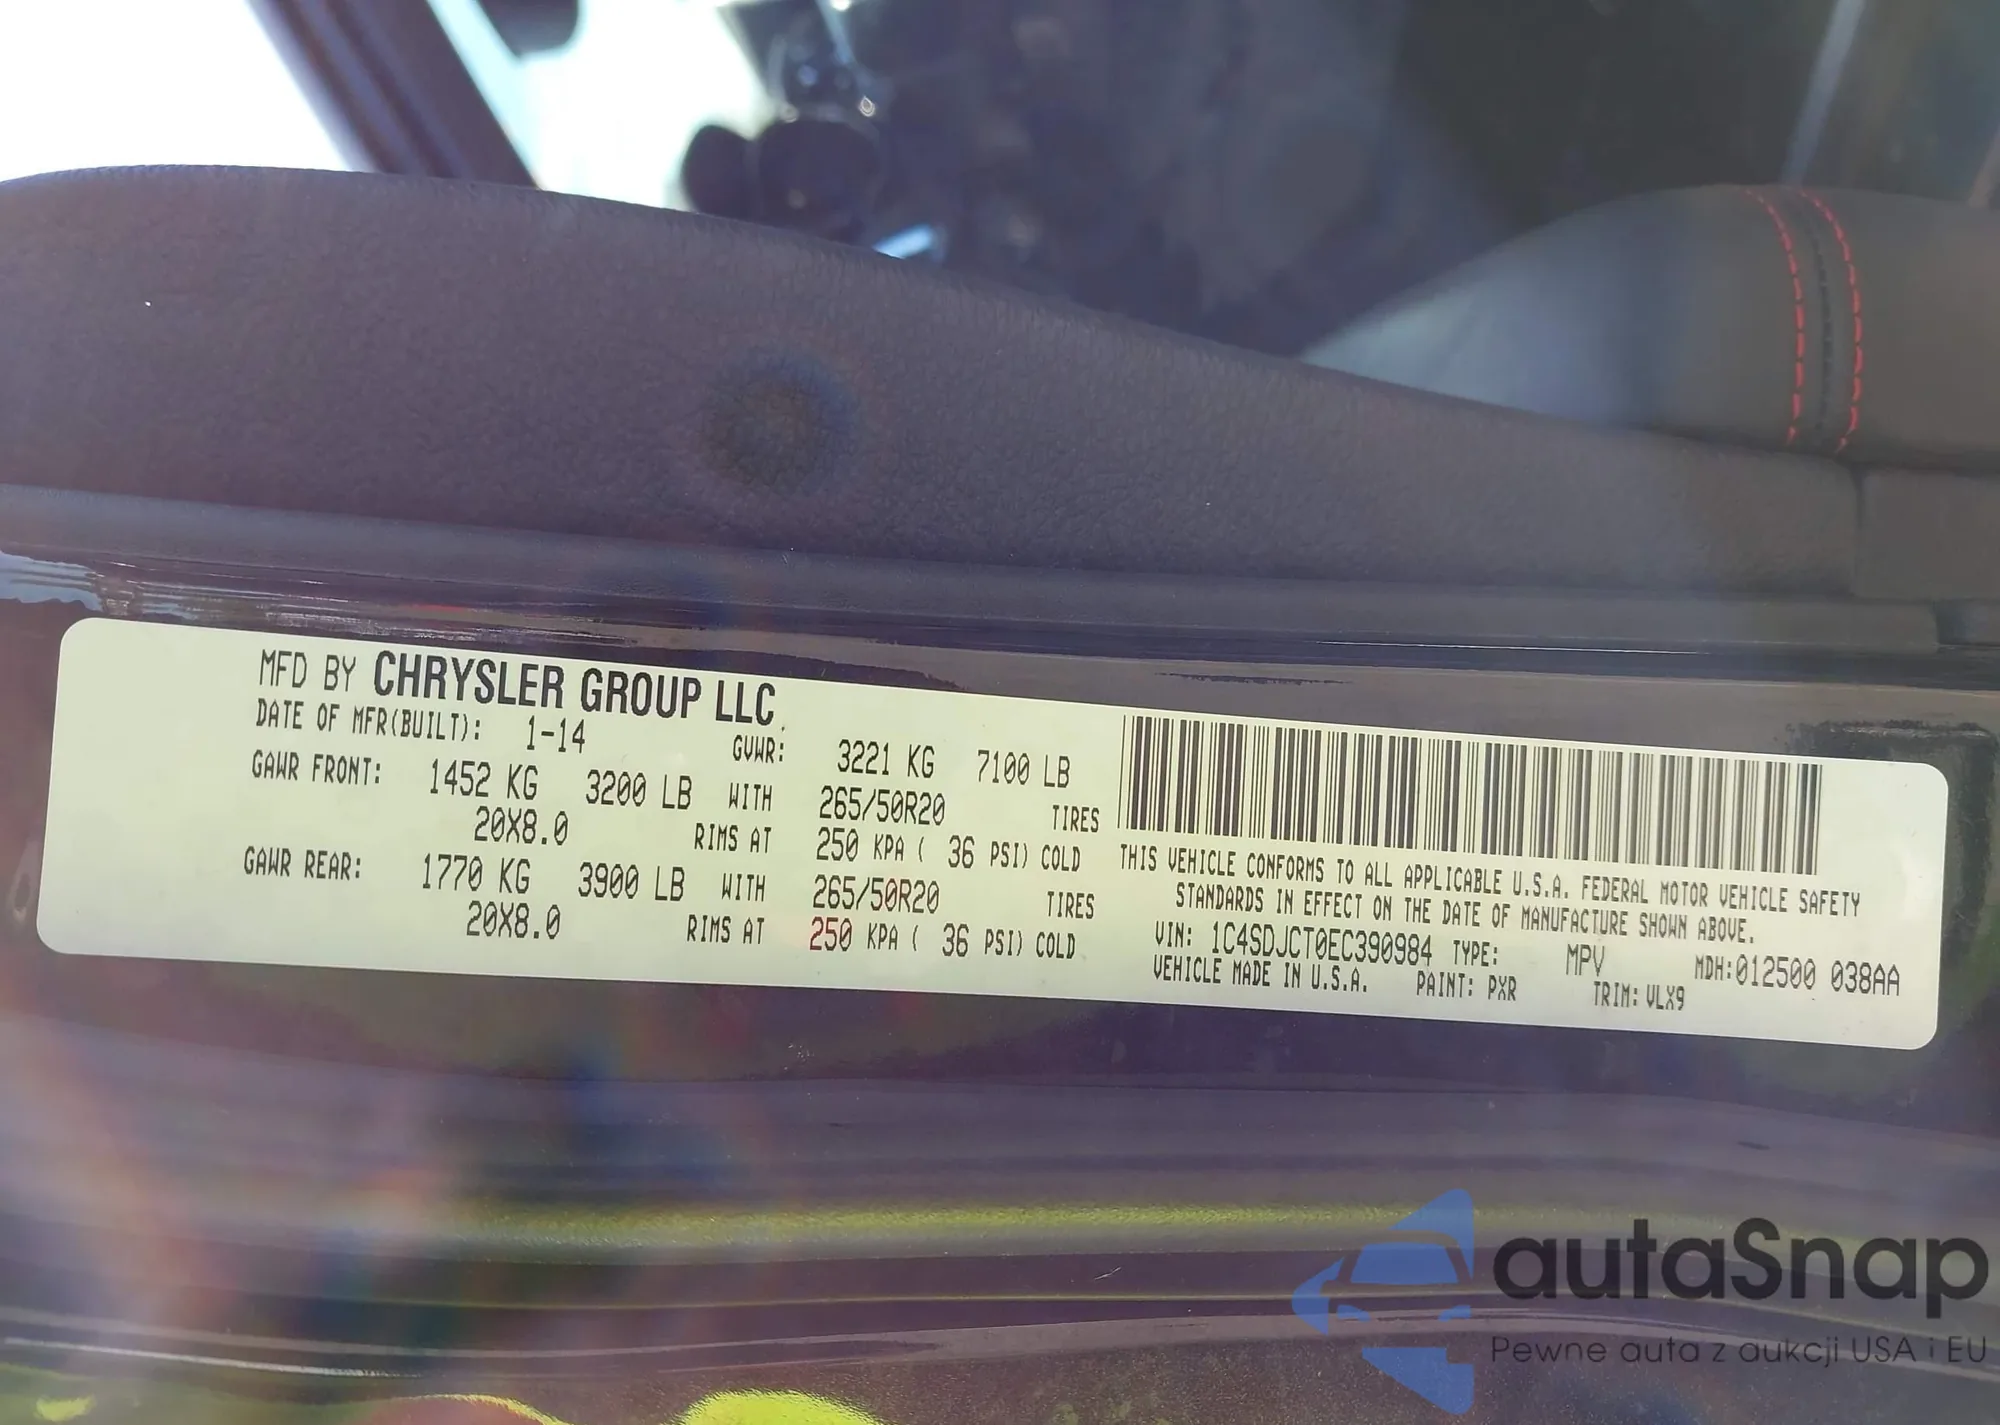 MFD BY CHRYSLER GROUP LLC
DATE OF MFR(BUILT): 1-14 GVWR: 3221 KG 7100 LB
GAWR FRONT: 1452 KG 3200 LB WITH 265/50R20 TIRES
20X8.0 RIMS AT 250 KPA ( 36 PSI) COLD
GAWR REAR: 1770 KG 3900 LB WITH 265/50R20 TIRES
20X8.0 RIMS AT 250 KPA ( 36 PSI) COLD
THIS VEHICLE CONFORMS TO ALL APPLICABLE U.S.A. FEDERAL MOTOR VEHICLE SAFETY
STANDARDS IN EFFECT ON THE DATE OF MANUFACTURE SHOWN ABOVE.
VIN: 1C4SDJCT0EC390984 TYPE: MPV MDH:012500 038AA
VEHICLE MADE IN U.S.A. PAINT: PXR TRIM: VLX9
autaSnap
Pewne auta z aukcji USA i EU